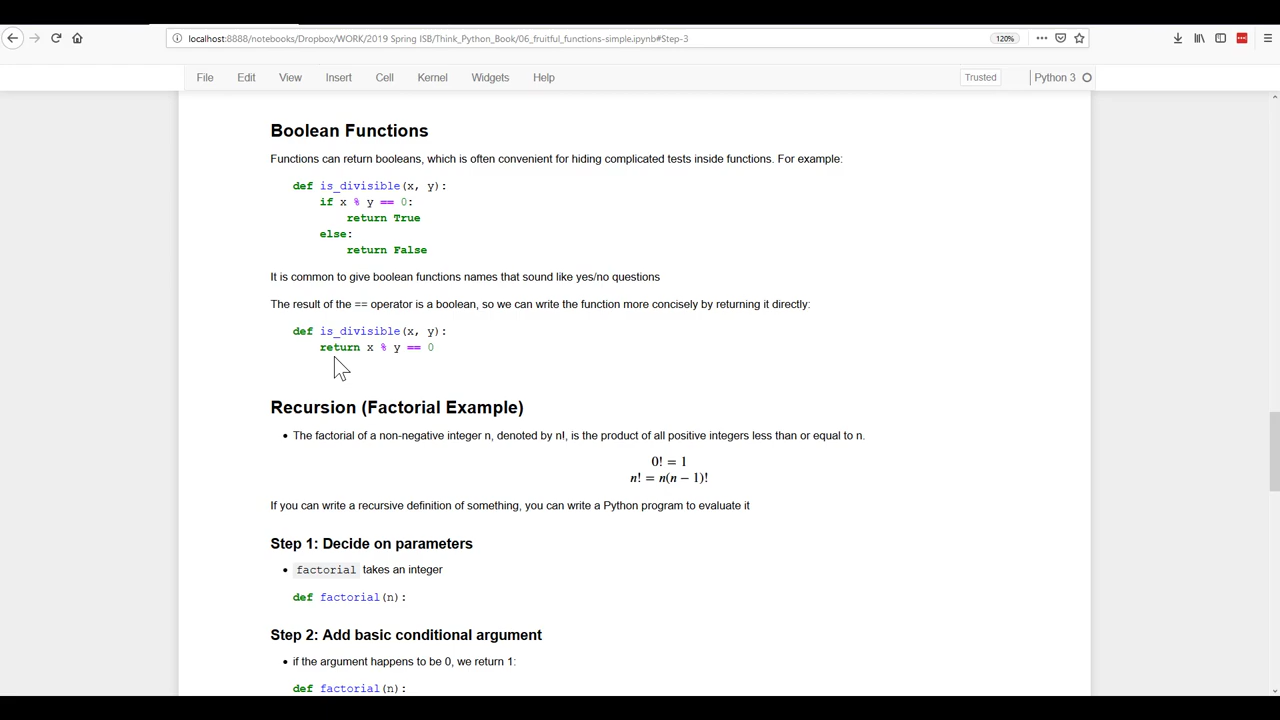 localhost:8888/notebooks/Dropbox/WORK/2019 Spring ISB/Think_Python_Book/06_fruitful_functions-simple.ipynb#Step-3
120%
File Edit View Insert Cell Kernel Widgets Help
Trusted
Python 3
Boolean Functions
Functions can return booleans, which is often convenient for hiding complicated tests inside functions. For example:
def is_divisible(x, y):
if x % y == 0:
return True
else:
return False
It is common to give boolean functions names that sound like yes/no questions
The result of the == operator is a boolean, so we can write the function more concisely by returning it directly:
def is_divisible(x, y):
return x % y == 0
Recursion (Factorial Example)
• The factorial of a non-negative integer n, denoted by n!, is the product of all positive integers less than or equal to n.
0! = 1
n! = n(n − 1)!
If you can write a recursive definition of something, you can write a Python program to evaluate it
Step 1: Decide on parameters
• factorial takes an integer
def factorial(n):
Step 2: Add basic conditional argument
• if the argument happens to be 0, we return 1:
def factorial(n):